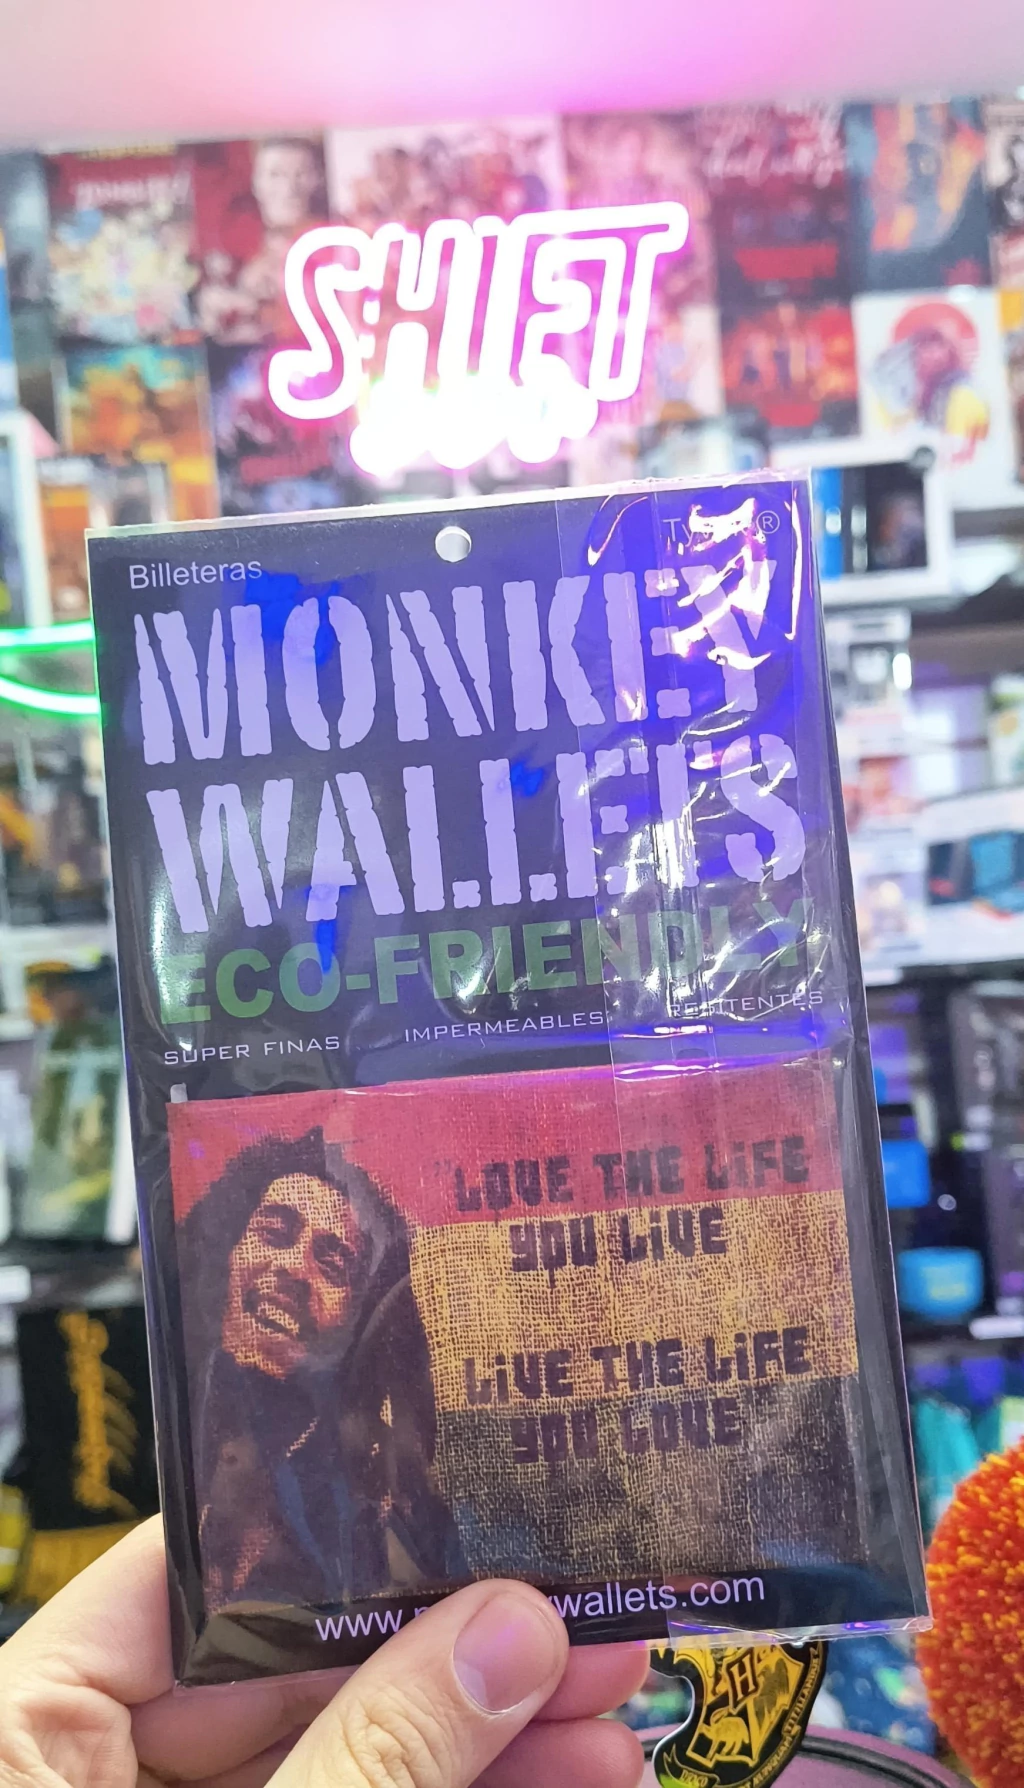 SHIFT
Billeteras
®
MONKEY
WALLETS
ECO-FRIENDLY
SUPER FINAS IMPERMEABLES RESISTENTES
"LOVE THE LiFE
YOU LiVE
LiVE THE LiFE
YOU LOVE"
www. wallets.com
H